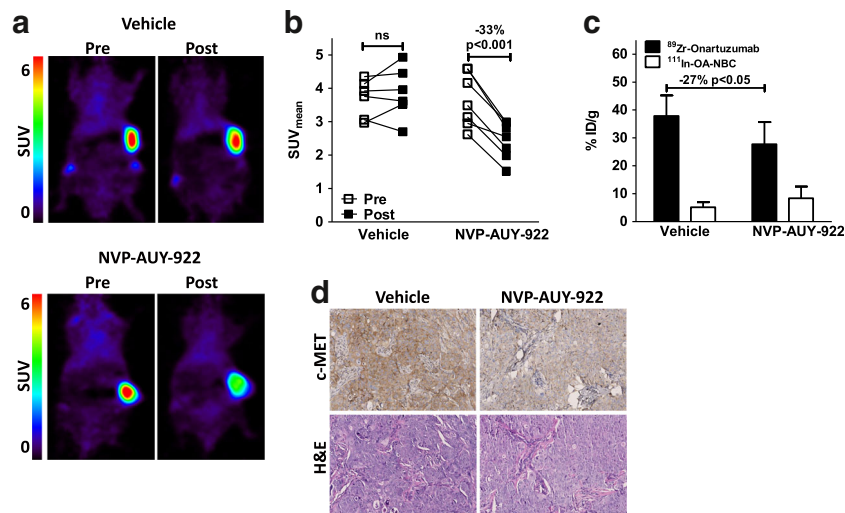 a
Vehicle
Pre
Post
6
SUV
0
NVP-AUY-922
Pre
Post
6
SUV
0
b
ns
-33%
p<0.001
5
4
3
2
1
0
SUVmean
Pre
Post
Vehicle
NVP-AUY-922
c
⁸⁹Zr-Onartuzumab
¹¹¹In-OA-NBC
-27% p<0.05
60
50
40
30
20
10
0
% ID/g
Vehicle
NVP-AUY-922
d
Vehicle
NVP-AUY-922
c-MET
H&E